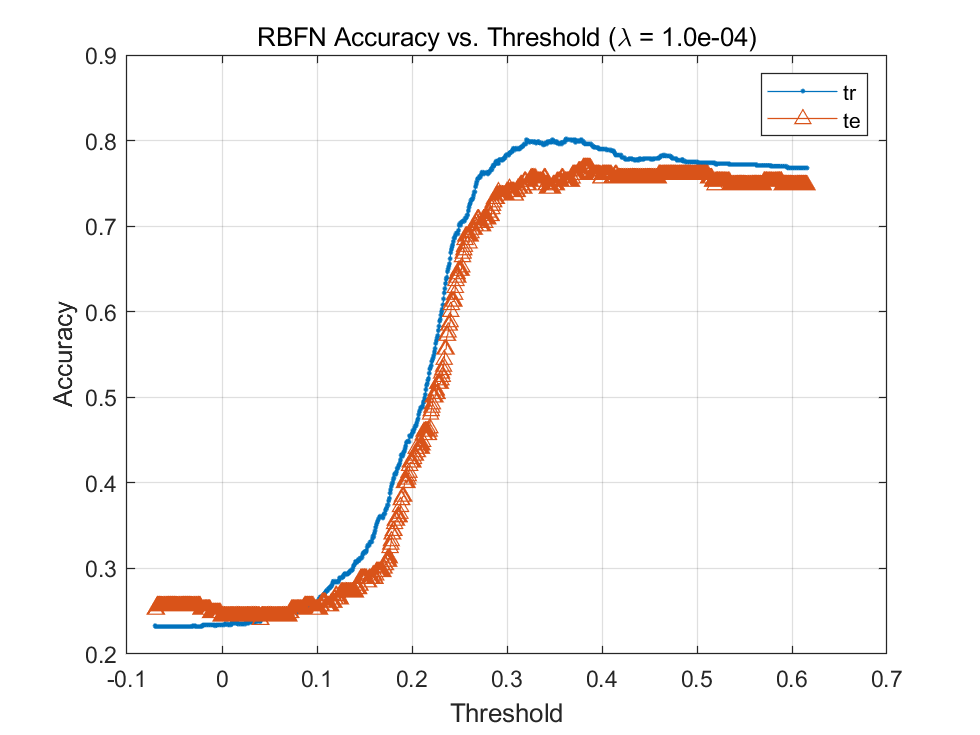 RBFN Accuracy vs. Threshold (λ = 1.0e-04)
tr
te
0.9
0.8
0.7
0.6
0.5
0.4
0.3
0.2
Accuracy
-0.1 0 0.1 0.2 0.3 0.4 0.5 0.6 0.7
Threshold